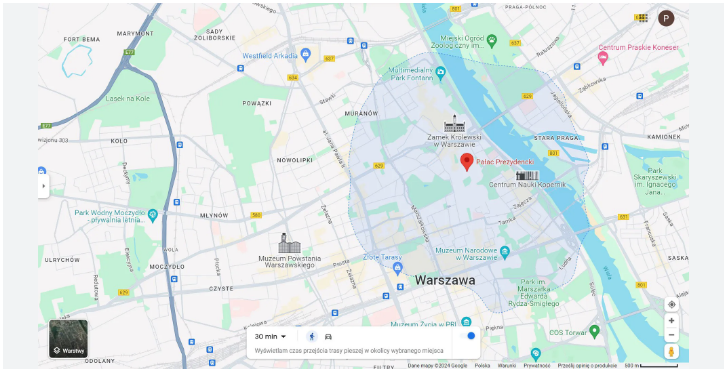 PRAGA-PÓŁNOC
SADY
ŻOLIBORSKIE
MARYMONT
FORT BEMA
P
Miejski Ogród
Zoologiczny im...
Centrum Praskie Koneser
Westfield Arkadia
Multimedialny
Park Fontann
Lasek na Kole
POWĄZKI
MURANÓW
Zamek Królewski
w Warszawie
STARA PRAGA
KAMIONEK
KOŁO
NOWOLIPKI
Pałac Prezydencki
Centrum Nauki Kopernik
Park
Skaryszewski
im. Ignacego
Jana...
Park Wodny Moczydło
- pływalnia letnia...
MŁYNÓW
WOLA
Muzeum Powstania
Warszawskiego
Złote Tarasy
Muzeum Narodowe
w Warszawie...
SASKA
ULRYCHÓW
MOCZYDŁO
CZYSTE
Warszawa
Park im.
Marszałka
Edwarda
Rydza-Śmigłego
Muzeum Życia w PRL
COS Torwar
Warstwy
30 min
Wyświetlam czas przejścia trasy pieszej w okolicy wybranego miejsca
ODOLANY
FILTRY
Dane mapy ©2024 Google Polska Warunki Prywatność Prześlij opinię o produkcie 500 m